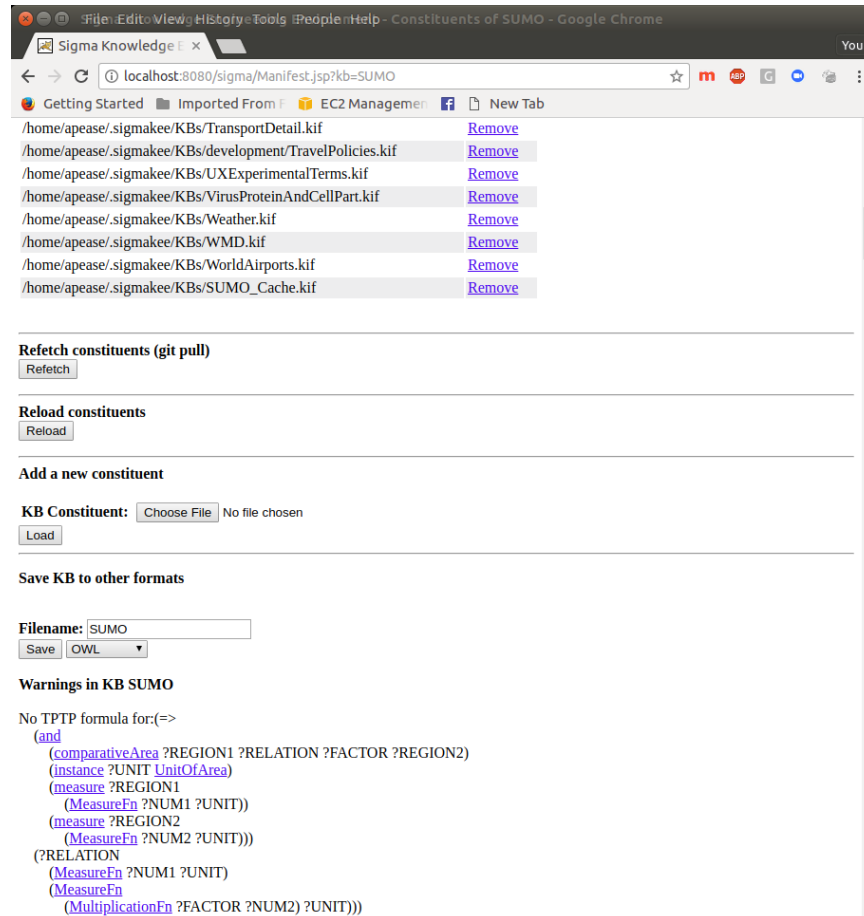 File Edit View History Tools People Help - Constituents of SUMO - Google Chrome
Sigma Knowledge E ×
You
localhost:8080/sigma/Manifest.jsp?kb=SUMO
m ABP G
Getting Started Imported From F EC2 Managemen f New Tab
/home/apease/.sigmakee/KBs/TransportDetail.kif Remove
/home/apease/.sigmakee/KBs/development/TravelPolicies.kif Remove
/home/apease/.sigmakee/KBs/UXExperimentalTerms.kif Remove
/home/apease/.sigmakee/KBs/VirusProteinAndCellPart.kif Remove
/home/apease/.sigmakee/KBs/Weather.kif Remove
/home/apease/.sigmakee/KBs/WMD.kif Remove
/home/apease/.sigmakee/KBs/WorldAirports.kif Remove
/home/apease/.sigmakee/KBs/SUMO_Cache.kif Remove
Refetch constituents (git pull)
Refetch
Reload constituents
Reload
Add a new constituent
KB Constituent: Choose File No file chosen
Load
Save KB to other formats
Filename: SUMO
Save OWL
Warnings in KB SUMO
No TPTP formula for:(=>
(and
(comparativeArea ?REGION1 ?RELATION ?FACTOR ?REGION2)
(instance ?UNIT UnitOfArea)
(measure ?REGION1
(MeasureFn ?NUM1 ?UNIT))
(measure ?REGION2
(MeasureFn ?NUM2 ?UNIT)))
(?RELATION
(MeasureFn ?NUM1 ?UNIT)
(MeasureFn
(MultiplicationFn ?FACTOR ?NUM2) ?UNIT)))